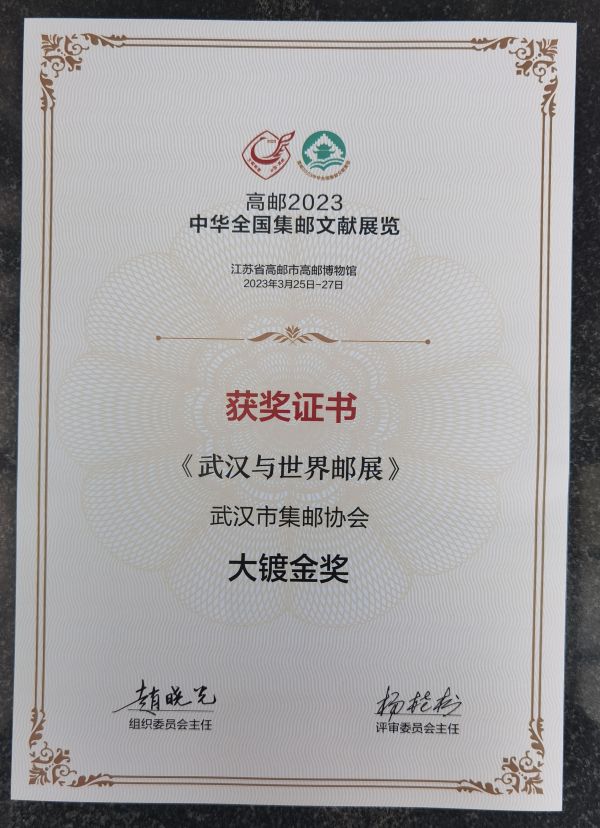 高邮2023
中华全国集邮文献展览
江苏省高邮市高邮博物馆
2023年3月25日-27日
获奖证书
《武汉与世界邮展》
武汉市集邮协会
大镀金奖
赵晓光
组织委员会主任
评审委员会主任